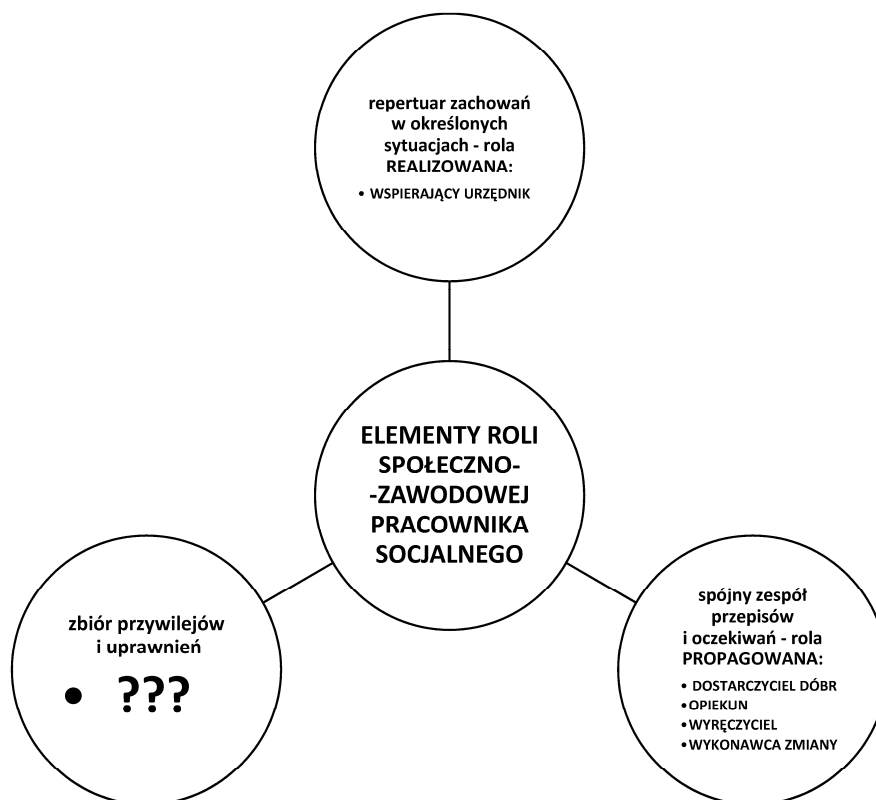 repertuar zachowań
w określonych
sytuacjach - rola
REALIZOWANA:
• WSPIERAJĄCY URZĘDNIK
ELEMENTY ROLI
SPOŁECZNO-
-ZAWODOWEJ
PRACOWNIKA
SOCJALNEGO
zbiór przywilejów
i uprawnień
• ???
spójny zespół
przepisów
i oczekiwań - rola
PROPAGOWANA:
• DOSTARCZYCIEL DÓBR
•OPIEKUN
•WYRĘCZYCIEL
•WYKONAWCA ZMIANY